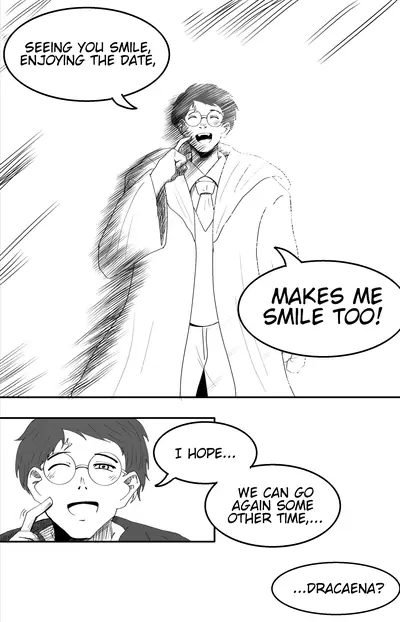 SEEING YOU SMILE,
ENJOYING THE DATE,
MAKES ME
SMILE TOO!
I HOPE...
WE CAN GO
AGAIN SOME
OTHER TIME,...
...DRACAENA?